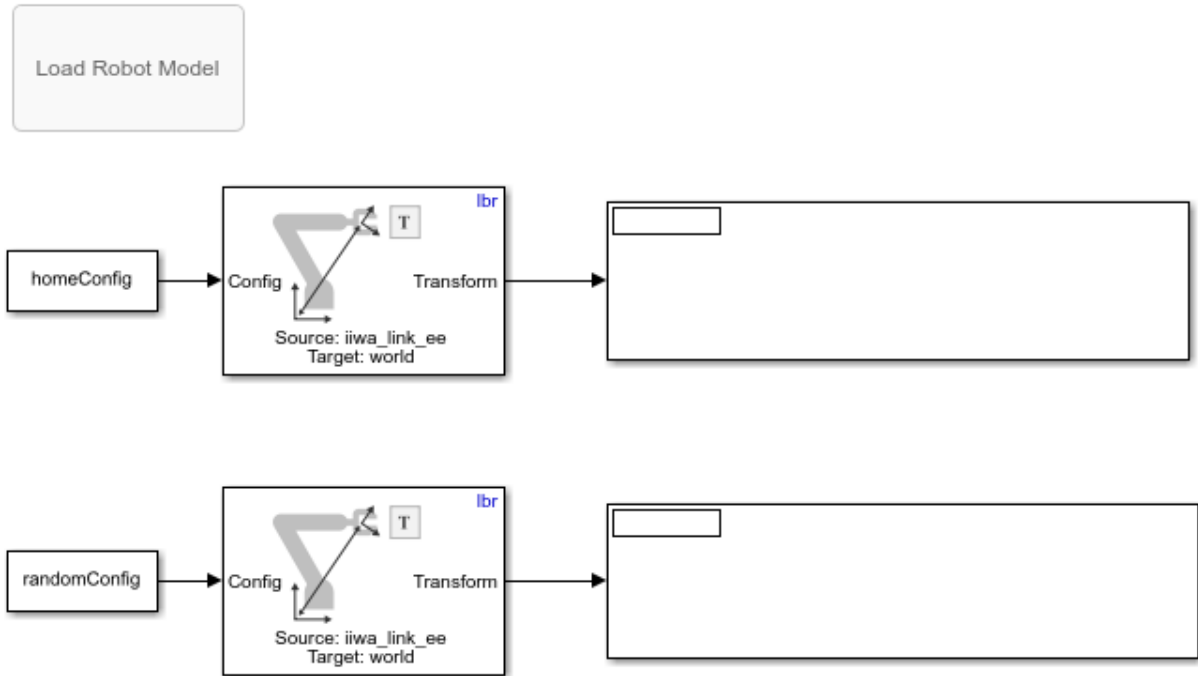 Load Robot Model
lbr
T
homeConfig
Config
Transform
Source: iiwa_link_ee
Target: world
lbr
T
randomConfig
Config
Transform
Source: iiwa_link_ee
Target: world